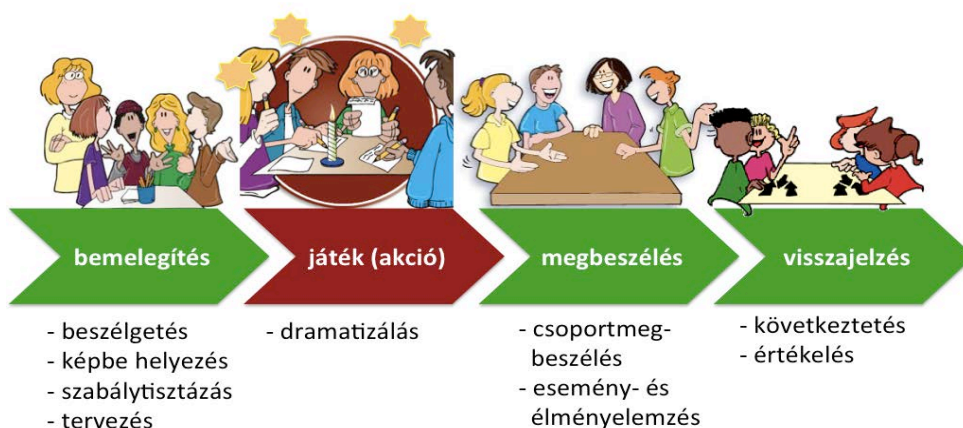 bemelegítés
játék (akció)
megbeszélés
visszajelzés
- beszélgetés
- képbe helyezés
- szabálytisztázás
- tervezés
- dramatizálás
- csoportmeg-
beszélés
- esemény- és
élményelemzés
- következtetés
- értékelés